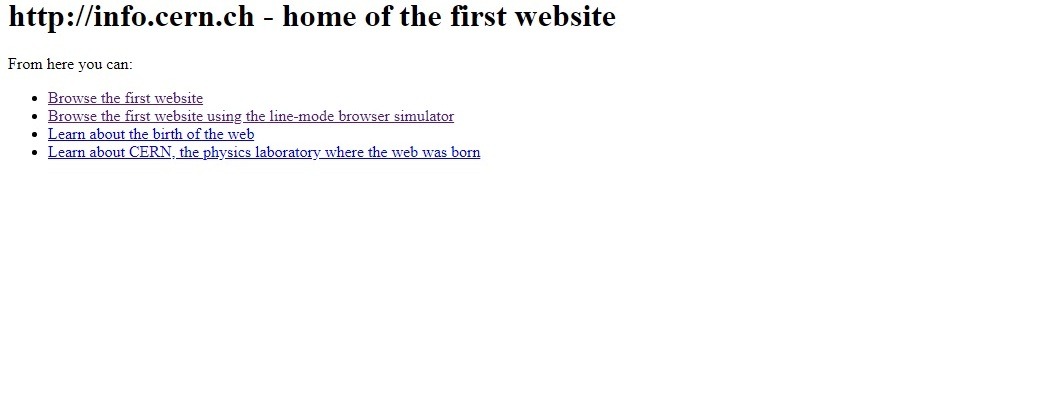 http://info.cern.ch - home of the first website
From here you can:
Browse the first website
Browse the first website using the line-mode browser simulator
Learn about the birth of the web
Learn about CERN, the physics laboratory where the web was born